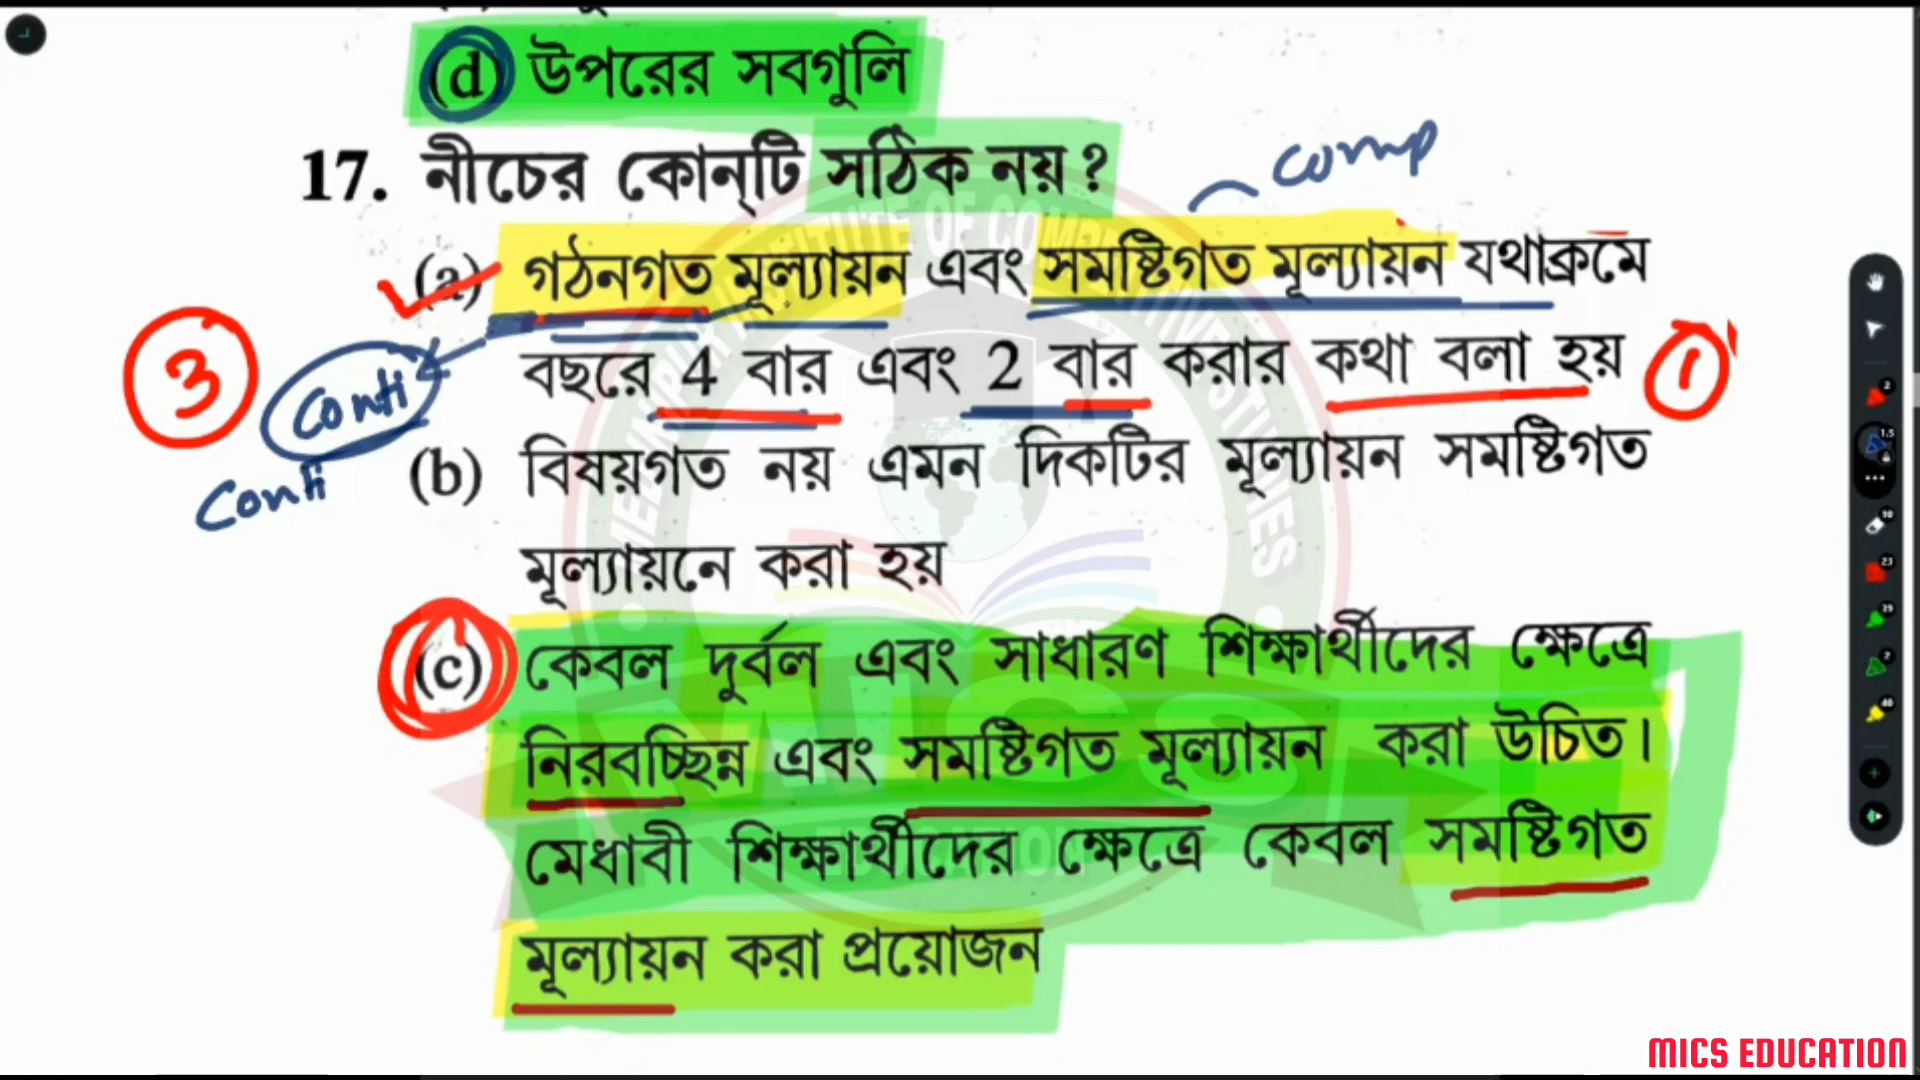 (d) উপরের সবগুলি
17. নীচের কোন্‌টি সঠিক নয়?
comp
(a) গঠনগত মূল্যায়ন এবং সমষ্টিগত মূল্যায়ন যথাক্রমে
3 conti বছরে 4 বার এবং 2 বার করার কথা বলা হয় 1
conti (b) বিষয়গত নয় এমন দিকটির মূল্যায়ন সমষ্টিগত
মূল্যায়নে করা হয়
(c) কেবল দুর্বল এবং সাধারণ শিক্ষার্থীদের ক্ষেত্রে
নিরবচ্ছিন্ন এবং সমষ্টিগত মূল্যায়ন করা উচিত।
মেধাবী শিক্ষার্থীদের ক্ষেত্রে কেবল সমষ্টিগত
মূল্যায়ন করা প্রয়োজন
MICS
MICS EDUCATION